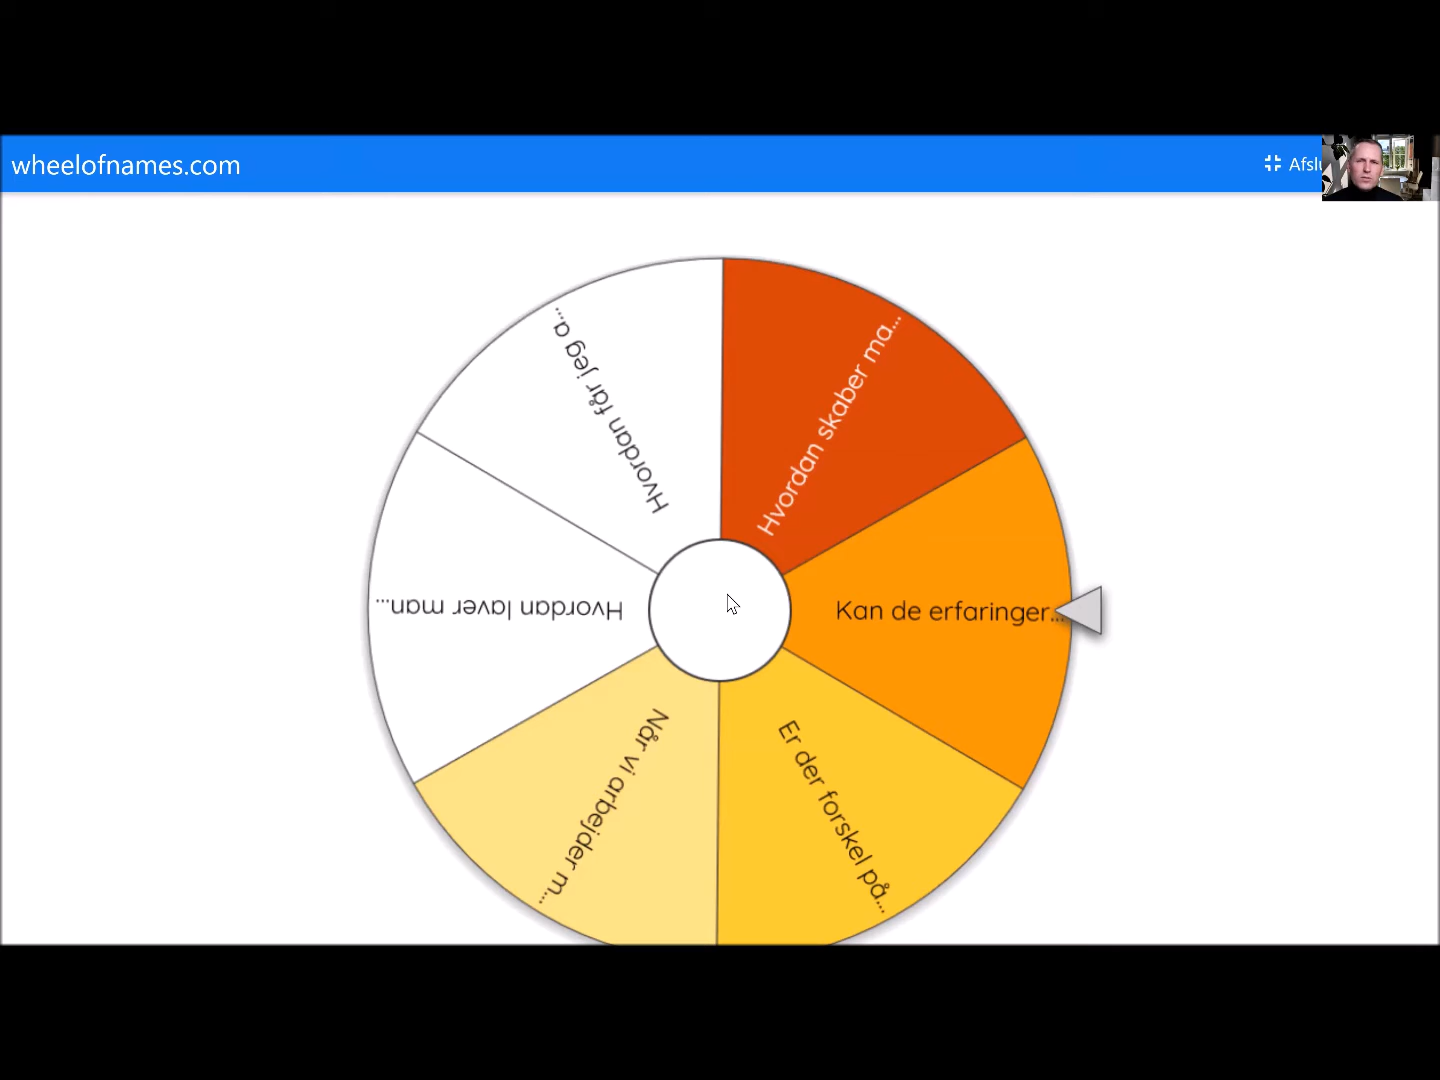 wheelofnames.com
Afslu
Hvordan skaber ma...
Kan de erfaringer...
Er der forskel på...
Når vi arbejder m...
Hvordan laver man...
Hvordan får jeg a...